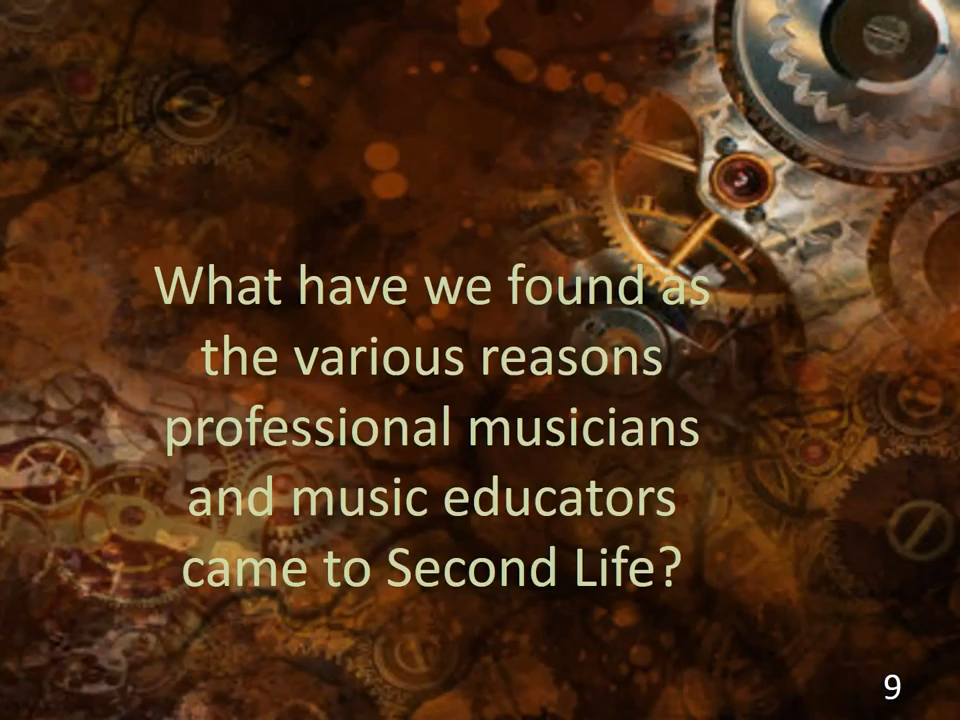 What have we found as
the various reasons
professional musicians
and music educators
came to Second Life?
9